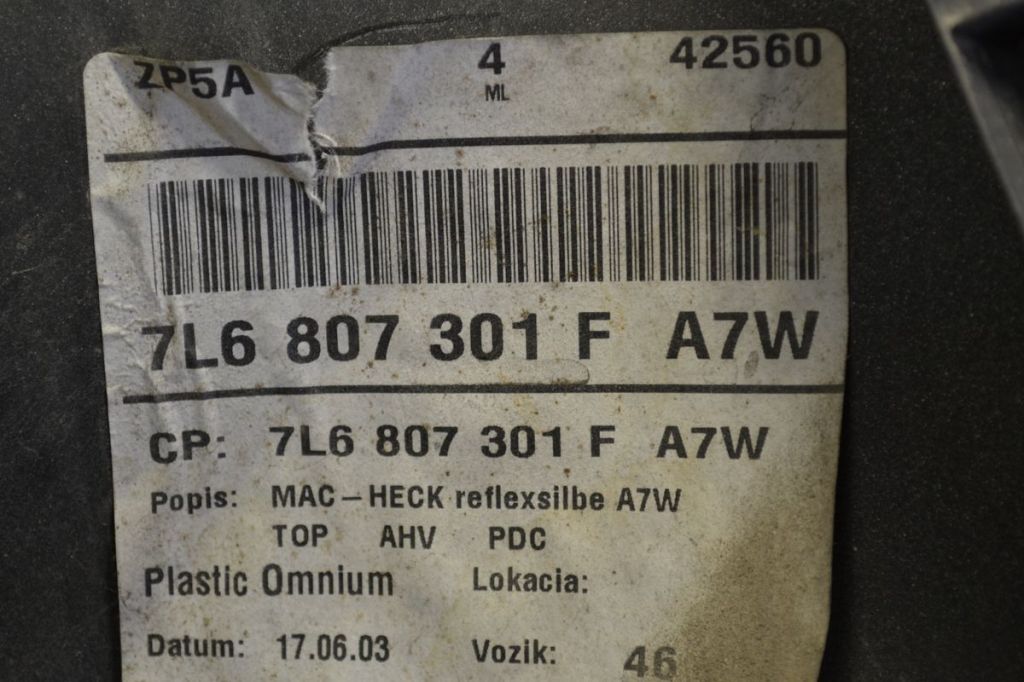 ZP5A 4 42560
ML
7L6 807 301 F A7W
CP: 7L6 807 301 F A7W
Popis: MAC-HECK reflexsilbe A7W
TOP AHV PDC
Plastic Omnium Lokacia:
Datum: 17.06.03 Vozik: 46